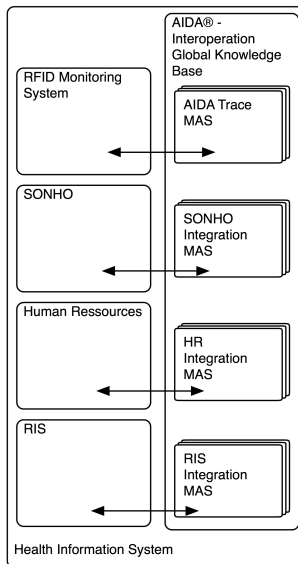 AIDA® -
Interoperation
Global Knowledge
Base
RFID Monitoring
System
AIDA Trace
MAS
SONHO
SONHO
Integration
MAS
Human Ressources
HR
Integration
MAS
RIS
RIS
Integration
MAS
Health Information System